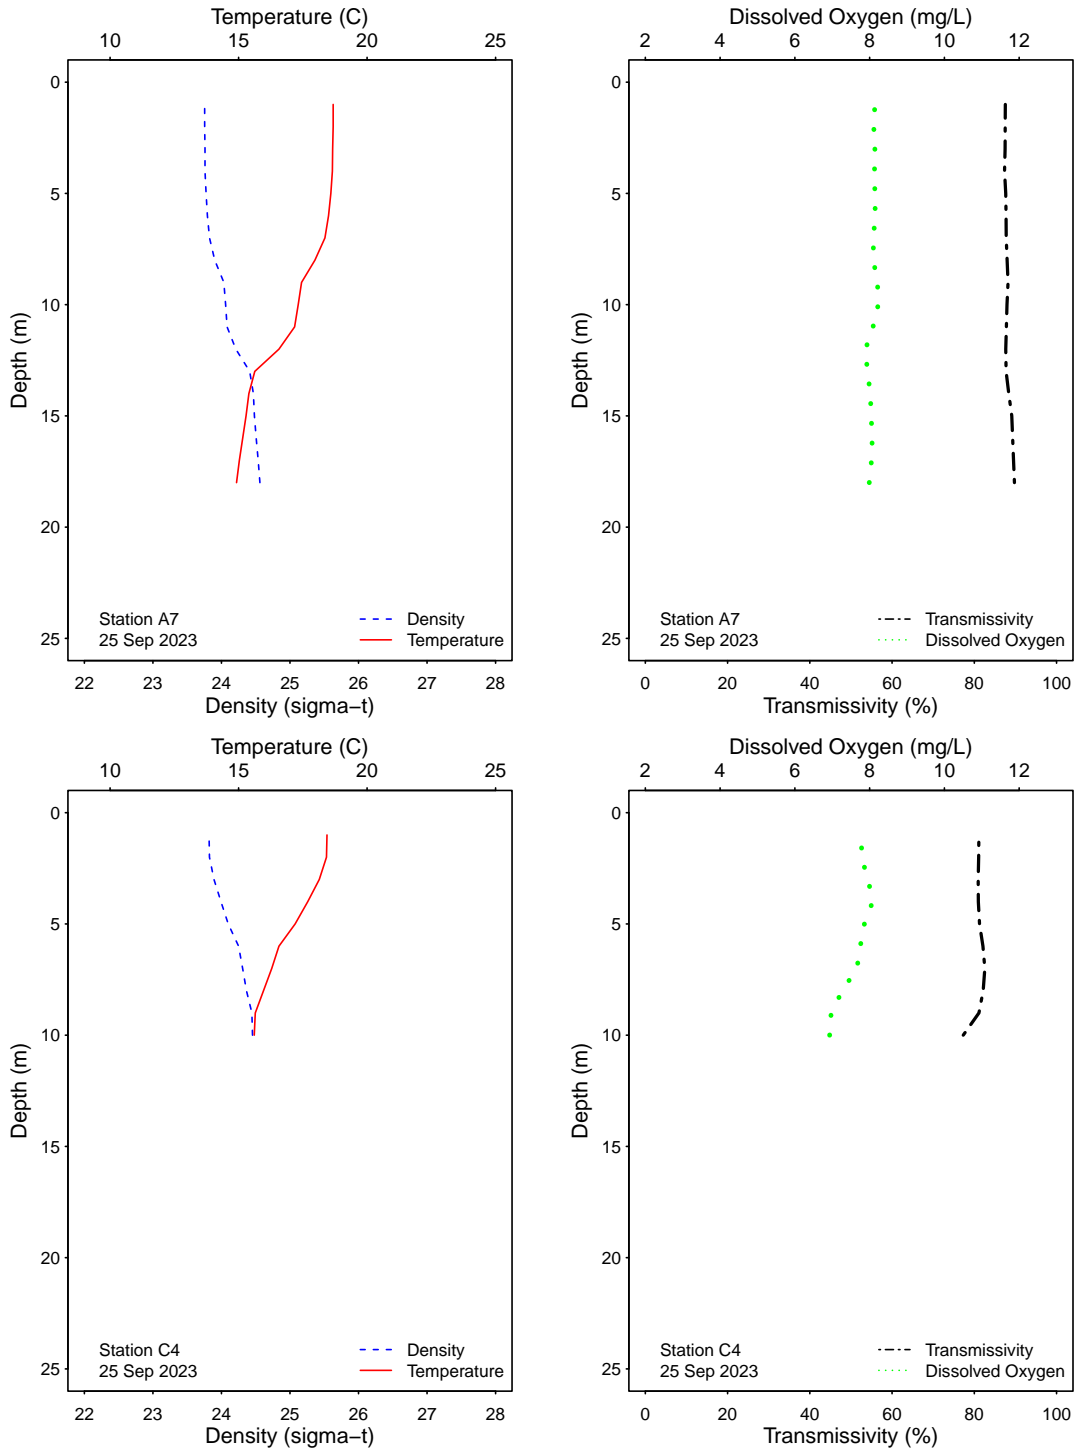 Temperature (C)
10 15 20 25
0
5
10
15
20
25
Depth (m)
Station A7
25 Sep 2023
Density
Temperature
22 23 24 25 26 27 28
Density (sigma−t)
Dissolved Oxygen (mg/L)
2 4 6 8 10 12
0
5
10
15
20
25
Depth (m)
Station A7
25 Sep 2023
Transmissivity
Dissolved Oxygen
0 20 40 60 80 100
Transmissivity (%)
Temperature (C)
10 15 20 25
0
5
10
15
20
25
Depth (m)
Station C4
25 Sep 2023
Density
Temperature
22 23 24 25 26 27 28
Density (sigma−t)
Dissolved Oxygen (mg/L)
2 4 6 8 10 12
0
5
10
15
20
25
Depth (m)
Station C4
25 Sep 2023
Transmissivity
Dissolved Oxygen
0 20 40 60 80 100
Transmissivity (%)